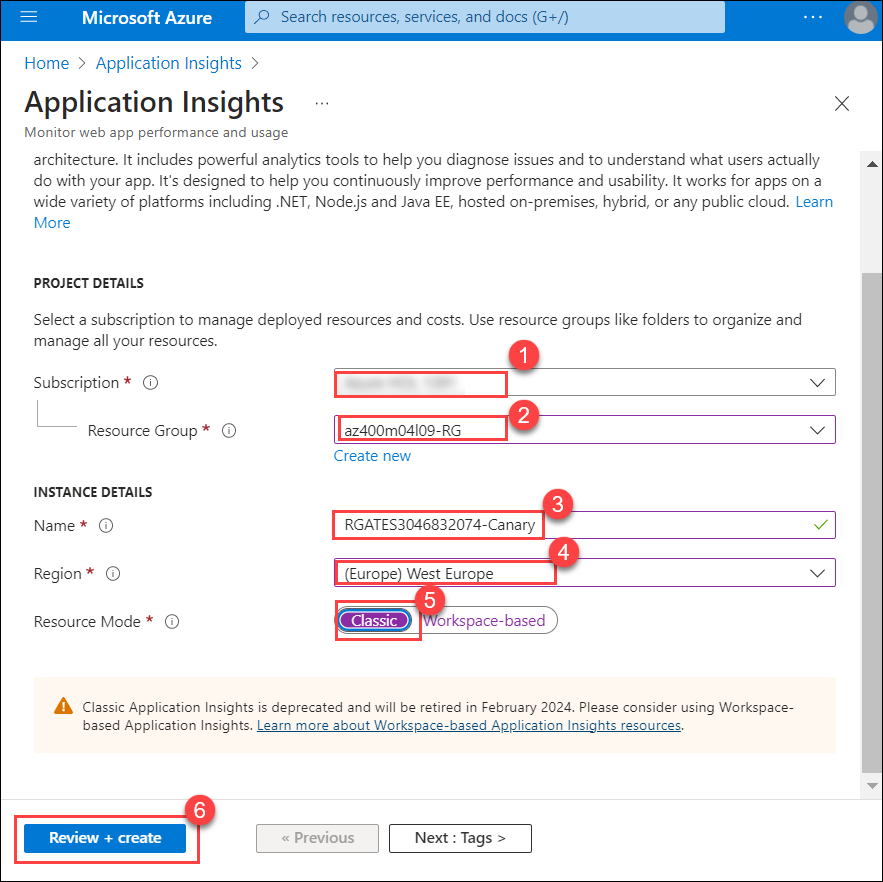 Microsoft Azure
Search resources, services, and docs (G+/)
...
Home > Application Insights >
Application Insights ...
Monitor web app performance and usage
architecture. It includes powerful analytics tools to help you diagnose issues and to understand what users actually
do with your app. It's designed to help you continuously improve performance and usability. It works for apps on a
wide variety of platforms including .NET, Node.js and Java EE, hosted on-premises, hybrid, or any public cloud. Learn
More
PROJECT DETAILS
Select a subscription to manage deployed resources and costs. Use resource groups like folders to organize and
manage all your resources.
1
Subscription *
2
Resource Group * az400m04l09-RG
Create new
INSTANCE DETAILS
3
Name * RGATES3046832074-Canary
4
Region * (Europe) West Europe
5
Resource Mode * Classic Workspace-based
Classic Application Insights is deprecated and will be retired in February 2024. Please consider using Workspace-
based Application Insights. Learn more about Workspace-based Application Insights resources.
6
Review + create « Previous Next : Tags >